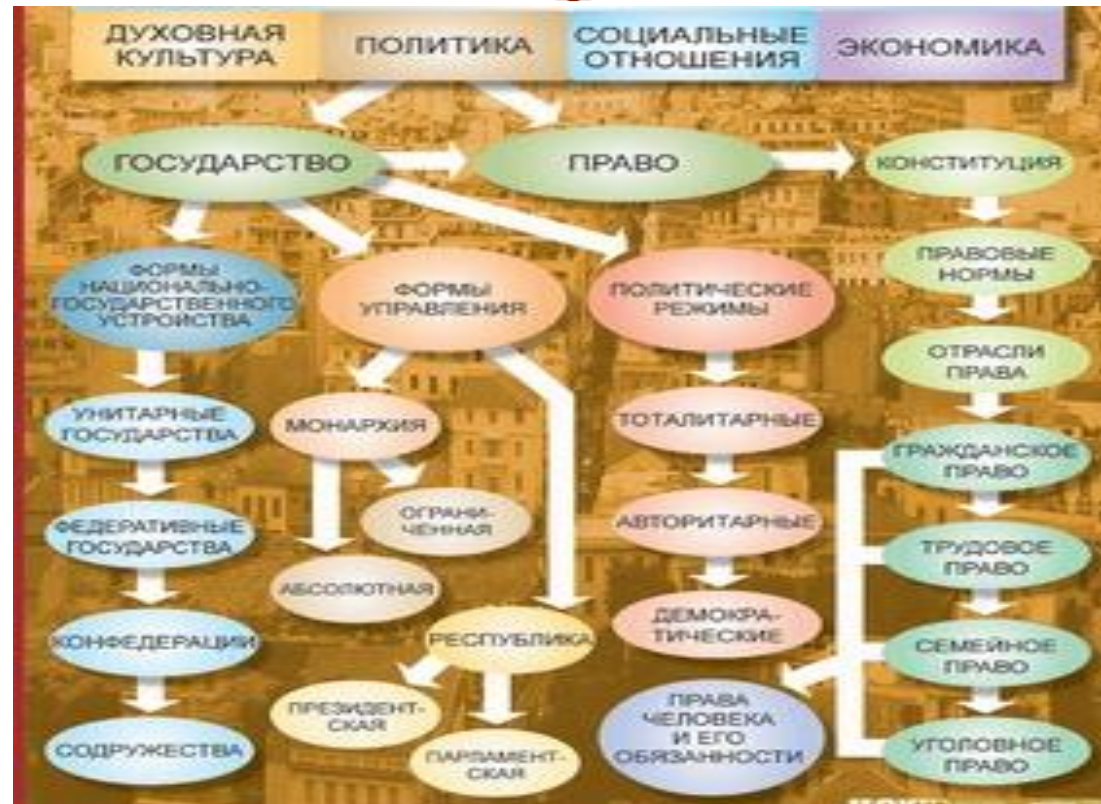 ДУХОВНАЯ
КУЛЬТУРА
ПОЛИТИКА
СОЦИАЛЬНЫЕ
ОТНОШЕНИЯ
ЭКОНОМИКА
ГОСУДАРСТВО
ПРАВО
КОНСТИТУЦИЯ
ФОРМЫ
НАЦИОНАЛЬНО-
ГОСУДАРСТВЕННОГО
УСТРОЙСТВА
ФОРМЫ
УПРАВЛЕНИЯ
ПОЛИТИЧЕСКИЕ
РЕЖИМЫ
ПРАВОВЫЕ
НОРМЫ
ОТРАСЛИ
ПРАВА
УНИТАРНЫЕ
ГОСУДАРСТВА
МОНАРХИЯ
ТОТАЛИТАРНЫЕ
ГРАЖДАНСКОЕ
ПРАВО
ФЕДЕРАТИВНЫЕ
ГОСУДАРСТВА
ОГРАНИ-
ЧЕННАЯ
АВТОРИТАРНЫЕ
ТРУДОВОЕ
ПРАВО
АБСОЛЮТНАЯ
КОНФЕДЕРАЦИИ
РЕСПУБЛИКА
ДЕМОКРА-
ТИЧЕСКИЕ
СЕМЕЙНОЕ
ПРАВО
ПРЕЗИДЕНТ-
СКАЯ
ПРАВА
ЧЕЛОВЕКА
И ЕГО
ОБЯЗАННОСТИ
СОДРУЖЕСТВА
ПАРЛАМЕНТ-
СКАЯ
УГОЛОВНОЕ
ПРАВО